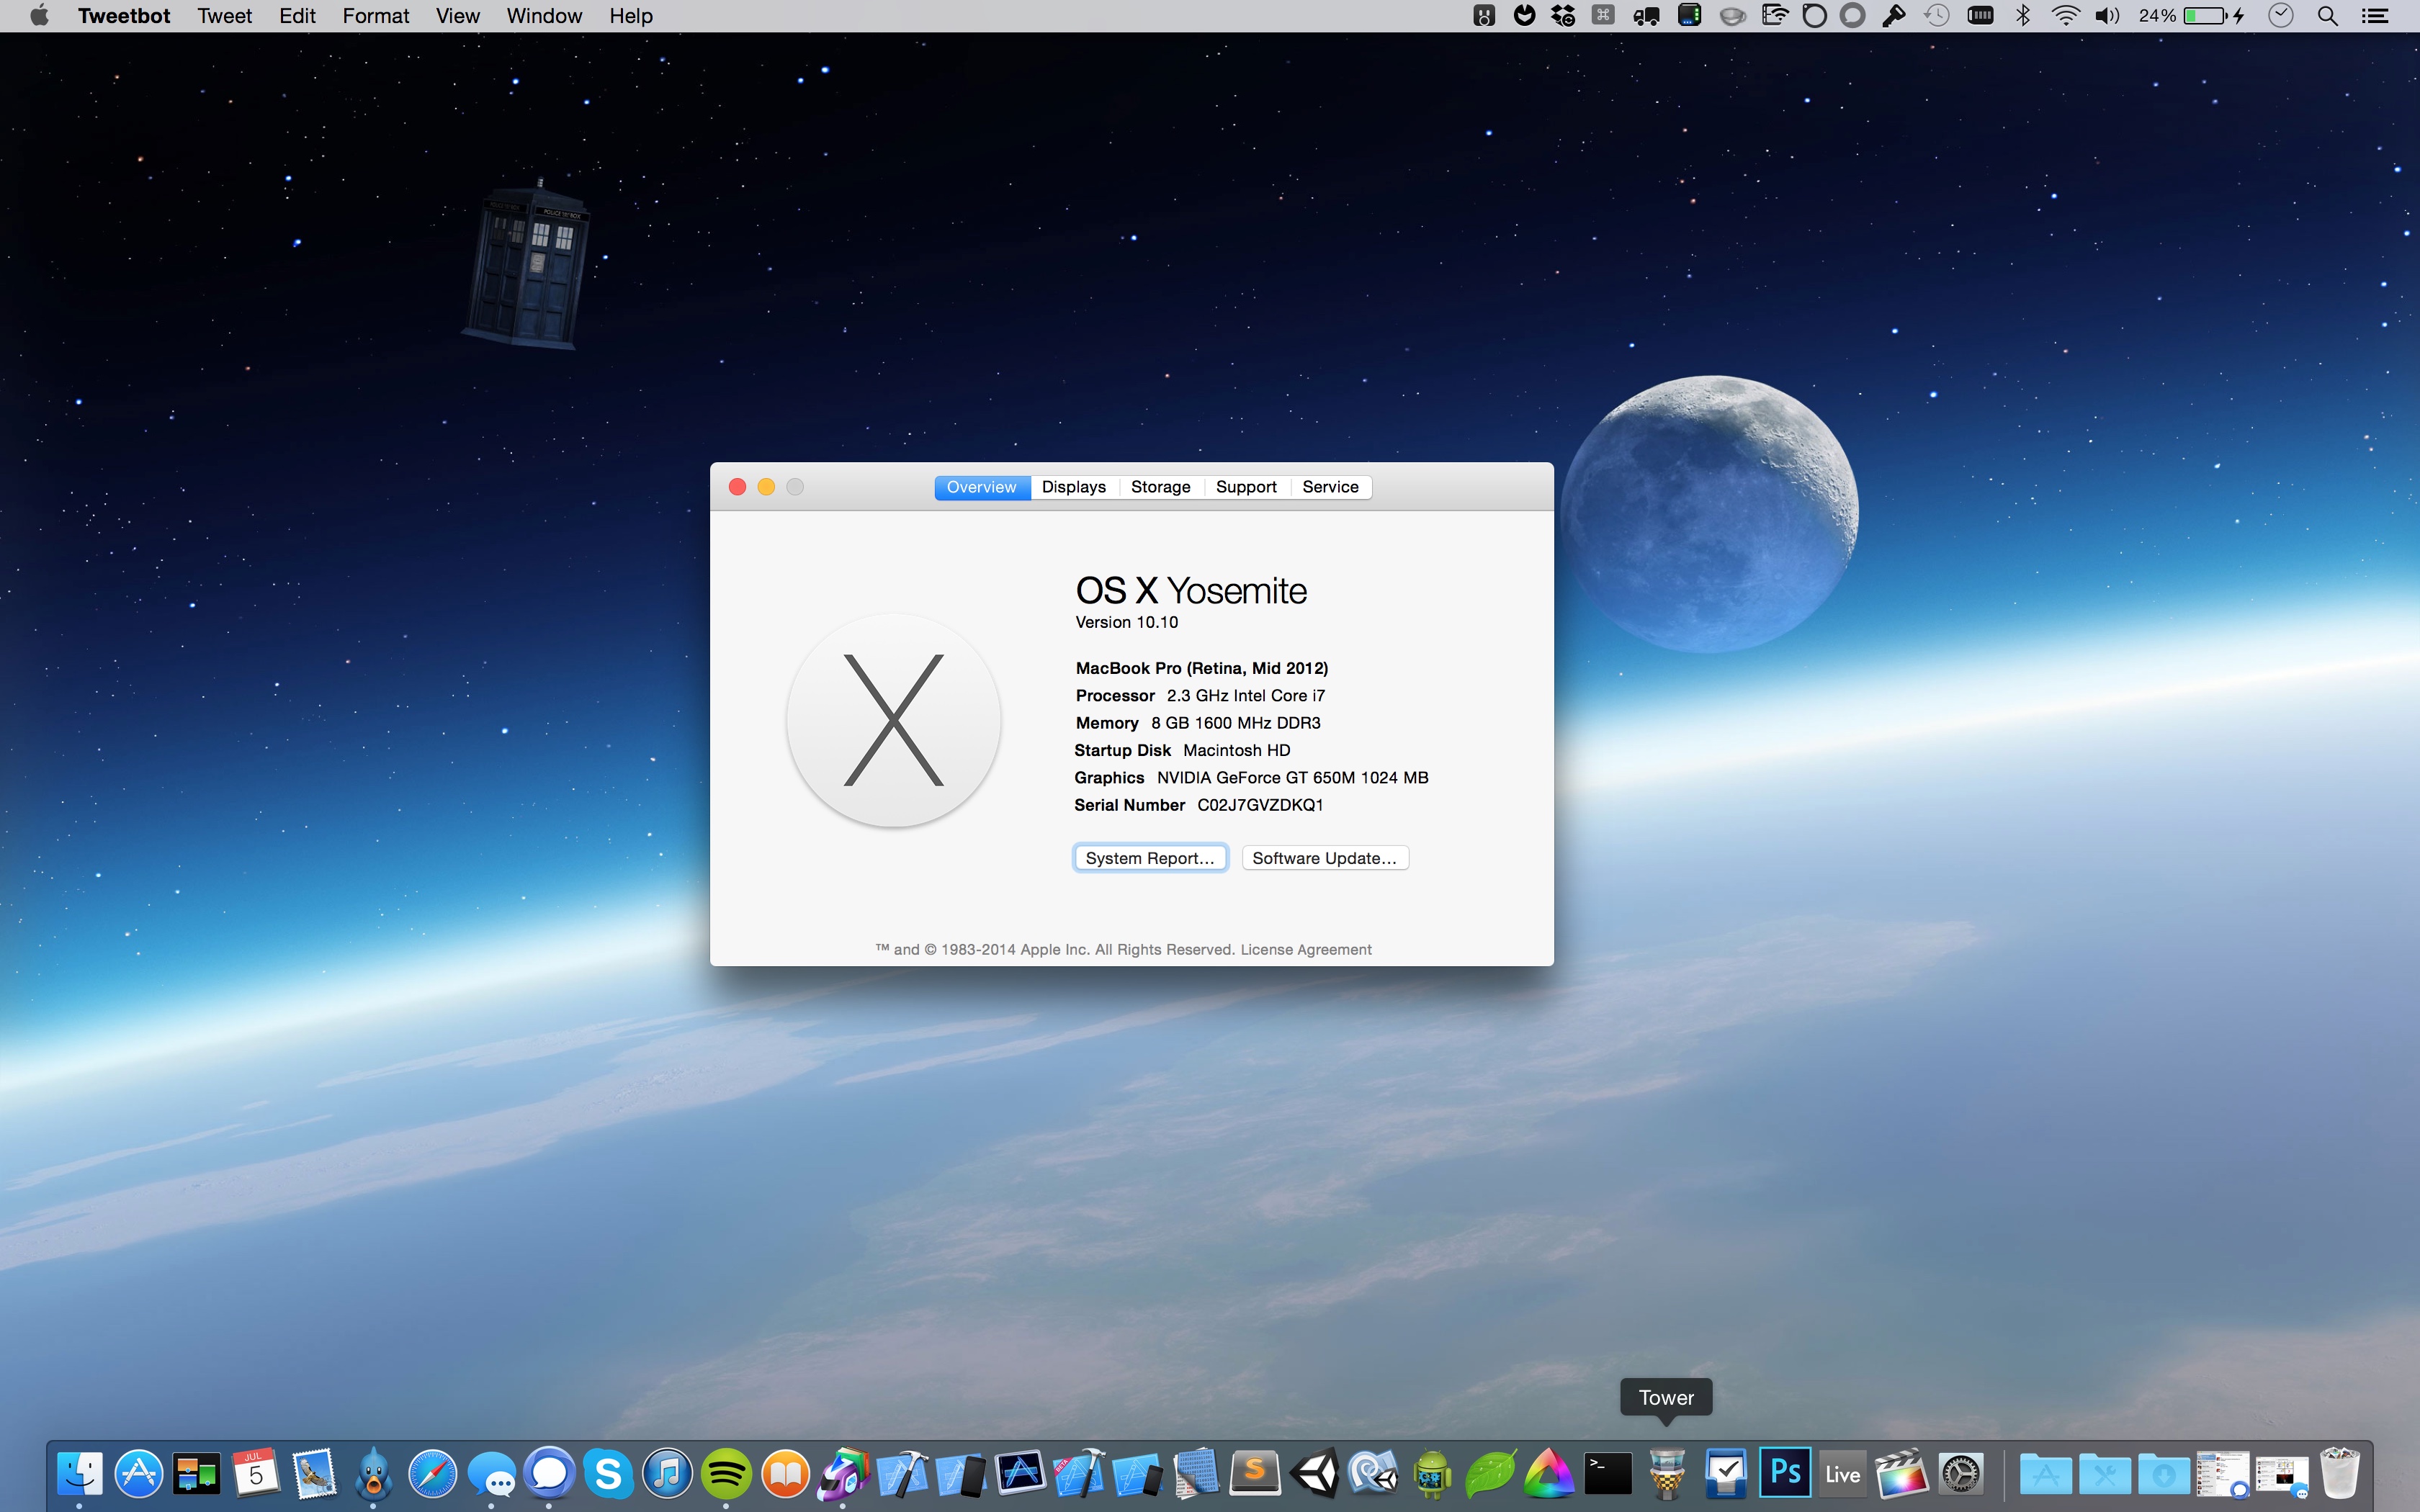 Tweetbot Tweet Edit Format View Window Help 24%
POLICE BOX
Overview Displays Storage Support Service
OS X Yosemite
Version 10.10
MacBook Pro (Retina, Mid 2012)
Processor 2.3 GHz Intel Core i7
Memory 8 GB 1600 MHz DDR3
Startup Disk Macintosh HD
Graphics NVIDIA GeForce GT 650M 1024 MB
Serial Number C02J7GVZDKQ1
System Report... Software Update...
™ and © 1983-2014 Apple Inc. All Rights Reserved. License Agreement
Tower
JUL
5
S
S
>_
Ps
Live